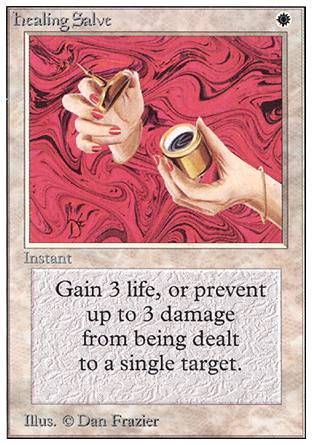 Healing Salve
Instant
Gain 3 life, or prevent
up to 3 damage
from being dealt
to a single target.
Illus. © Dan Frazier